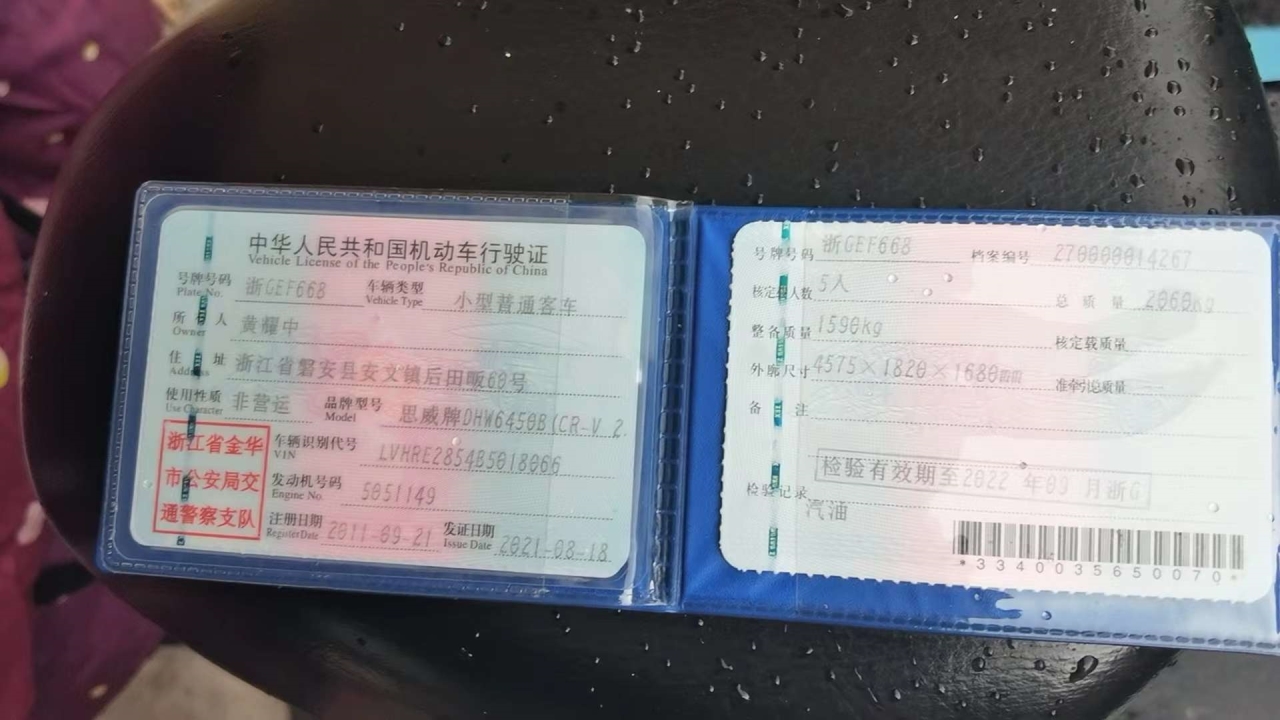 中华人民共和国机动车行驶证
Vehicle License of the People's Republic of China
号牌号码 浙GEF668 车辆类型 小型普通客车
Plate No. Vehicle Type
所有人 黄耀中
Owner
住址 浙江省磐安县安文镇后田畈60号
Address
使用性质 非营运 品牌型号 思威牌DHW6450B(CR-V 2.
Use Character Model
浙江省金华
市公安局交
通警察支队
车辆识别代号 LVHRE2854B5018066
VIN
发动机号码 5051149
Engine No.
注册日期 2011-09-21 发证日期 2021-08-18
Register Date Issue Date
号牌号码 浙GEF668 档案编号 270000014267
核定载人数 5人 总质量 2060kg
整备质量 1590kg 核定载质量
外廓尺寸 4575×1820×1680mm 准牵引总质量
备注
检验有效期至2022年09月浙G
检验记录
汽油
*3340035650070*